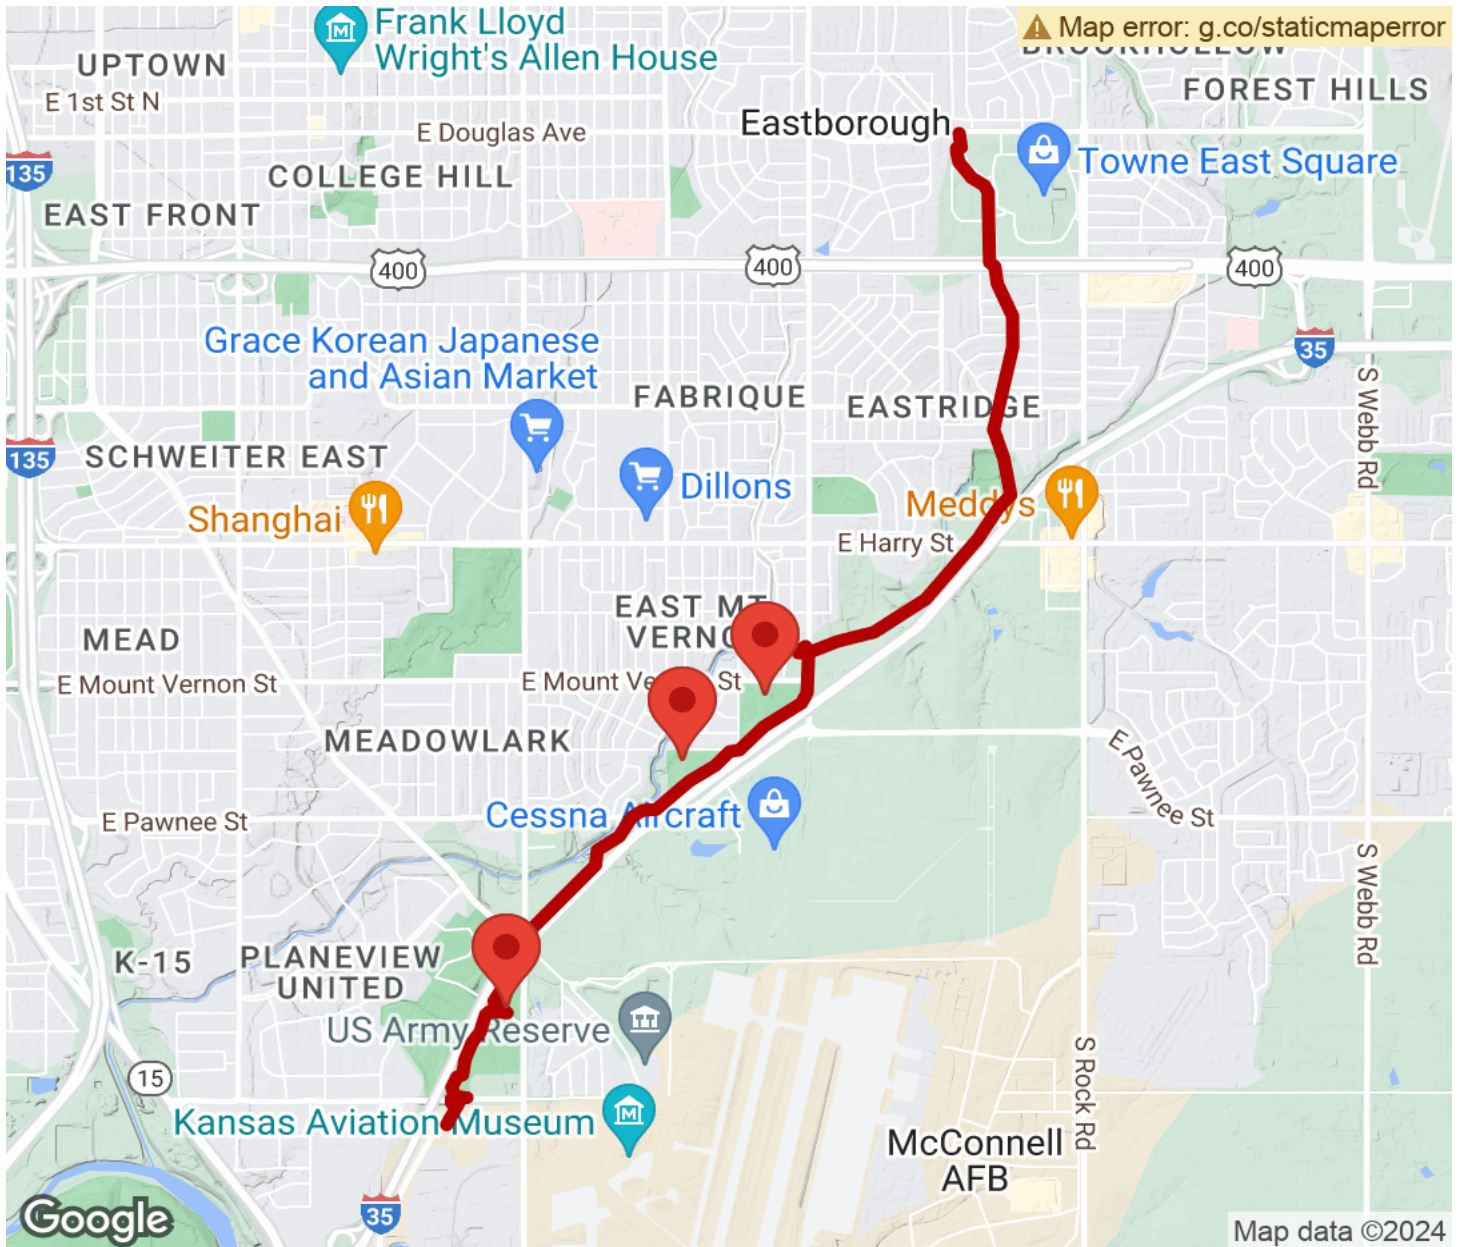 Frank Lloyd
Wright's Allen House
Map error: g.co/staticmaperror
BROOKHOLLOW
UPTOWN
FOREST HILLS
E 1st St N
E Douglas Ave
Eastborough
Towne East Square
135
COLLEGE HILL
EAST FRONT
400
400
400
Grace Korean Japanese
and Asian Market
35
FABRIQUE
EASTRIDGE
S Webb Rd
135
SCHWEITER EAST
Dillons
Meddys
Shanghai
E Harry St
EAST MT
VERNO
MEAD
E Mount Vernon St
E Mount Ve St
MEADOWLARK
E Pawnee St
Cessna Aircraft
E Pawnee St
S Webb Rd
K-15
PLANEVIEW
UNITED
US Army Reserve
15
S Rock Rd
Kansas Aviation Museum
McConnell
AFB
35
Google
Map data ©2024